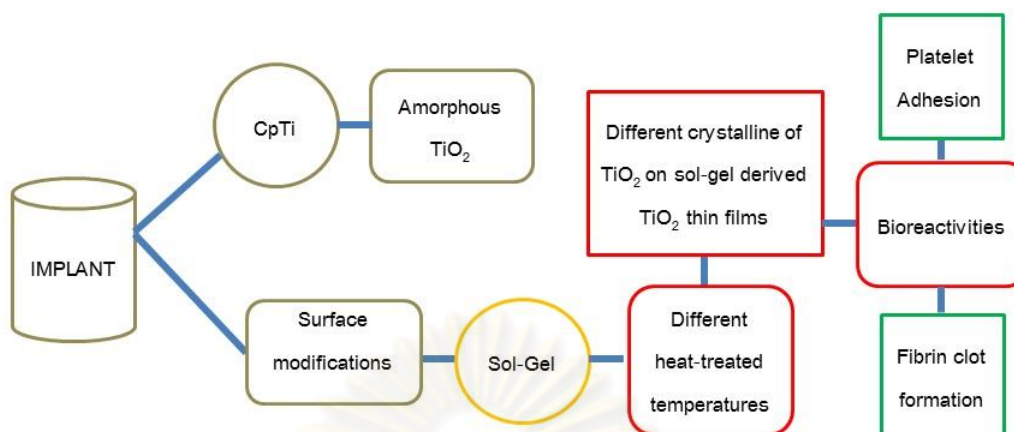 IMPLANT
CpTi
Amorphous
TiO₂
Surface
modifications
Sol-Gel
Different
heat-treated
temperatures
Different crystalline of
TiO₂ on sol-gel derived
TiO₂ thin films
Bioreactivities
Platelet
Adhesion
Fibrin clot
formation